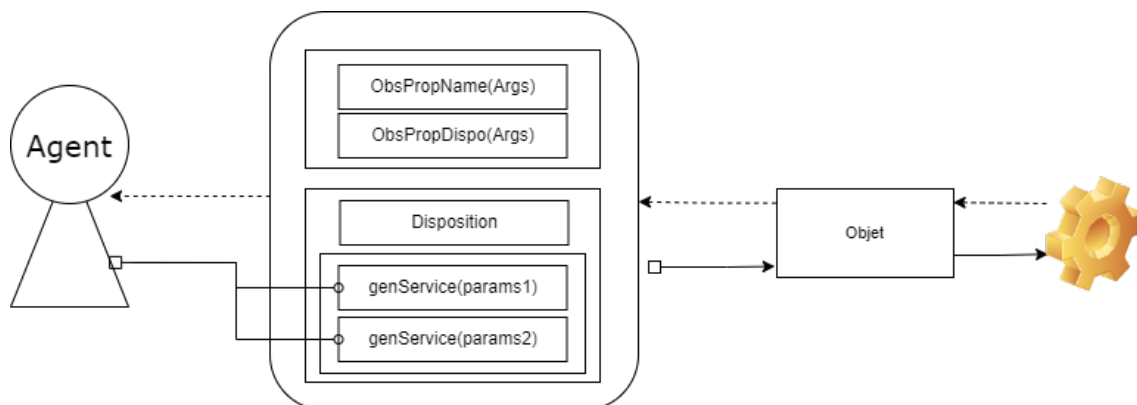 Agent
ObsPropName(Args)
ObsPropDispo(Args)
Disposition
genService(params1)
genService(params2)
Objet